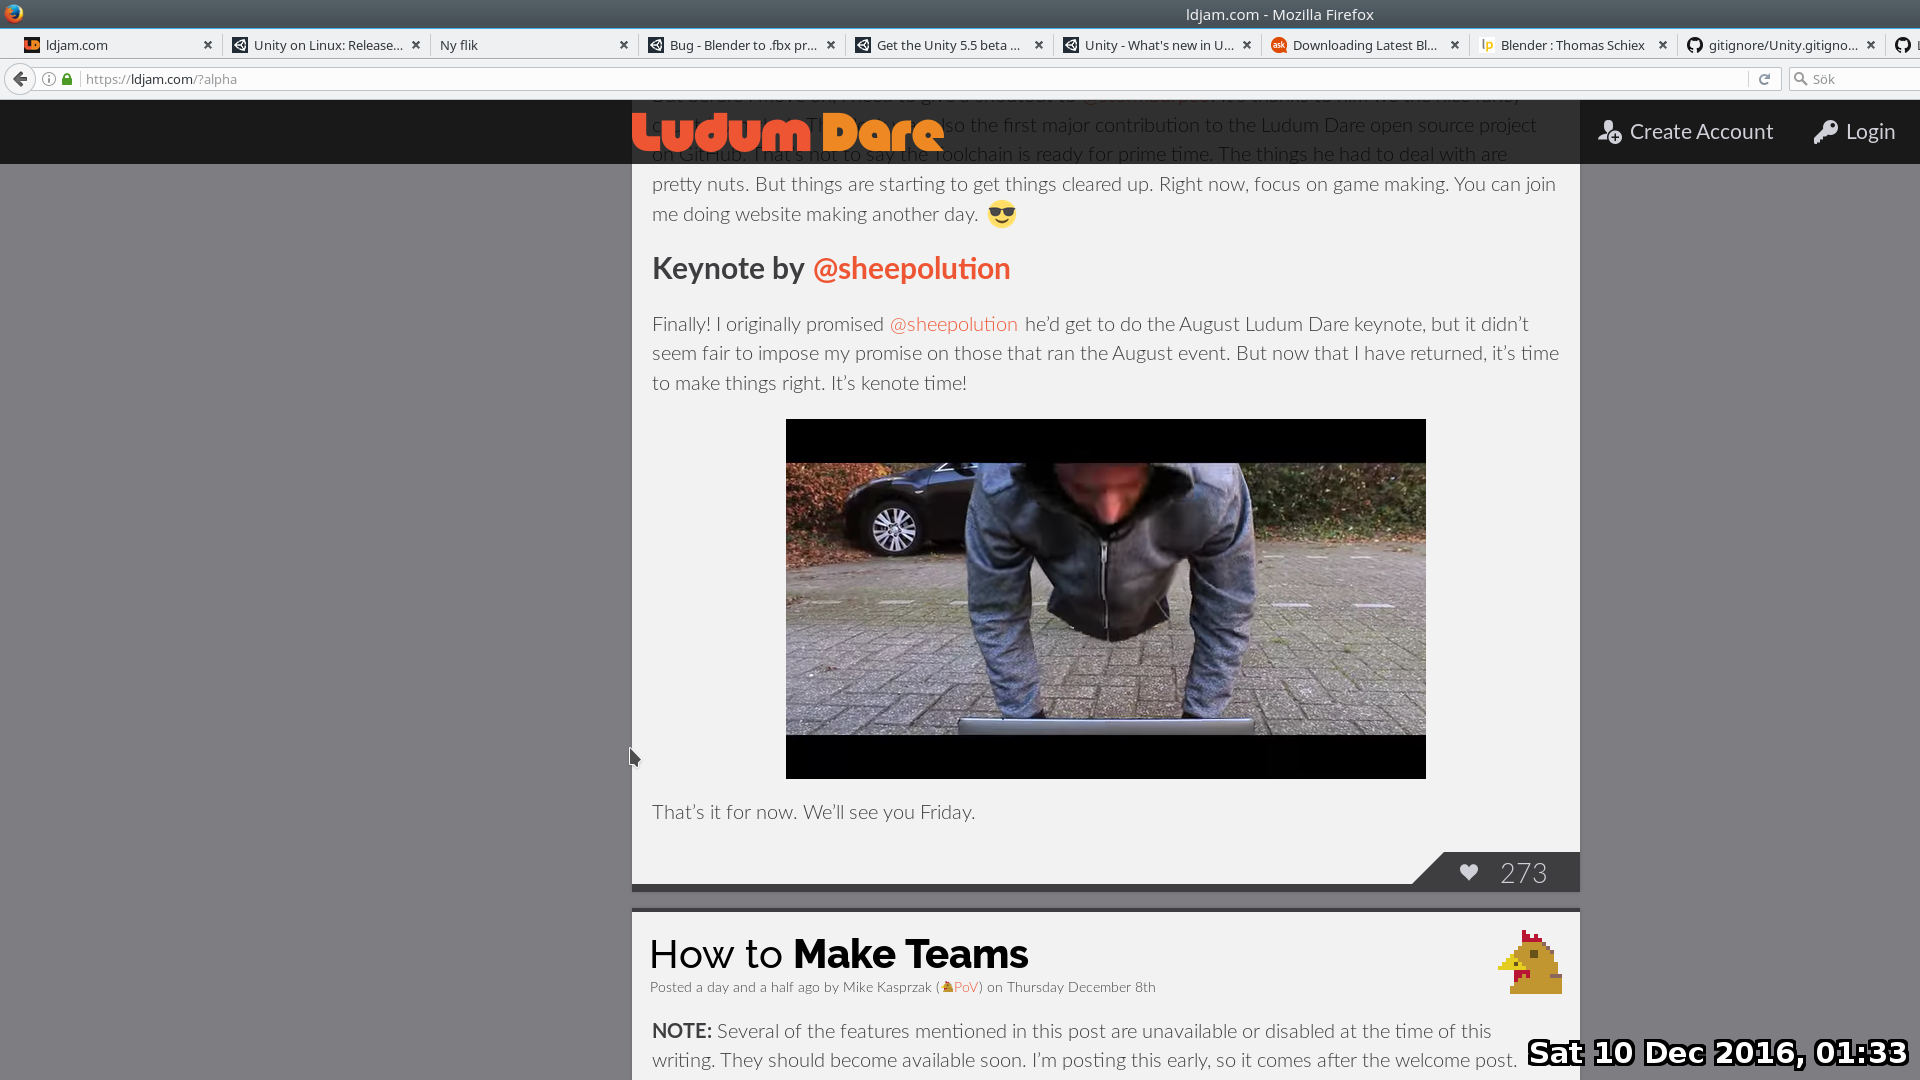 ldjam.com - Mozilla Firefox
ldjam.com
Unity on Linux: Release...
Ny flik
Bug - Blender to .fbx pr...
Get the Unity 5.5 beta ...
Unity - What's new in U...
Downloading Latest Bl...
Blender : Thomas Schiex
gitignore/Unity.gitigno...
https://ldjam.com/?alpha
Sök
Ludum Dare
Create Account
Login
also the first major contribution to the Ludum Dare open source project
on GitHub. That's not to say the Toolchain is ready for prime time. The things he had to deal with are
pretty nuts. But things are starting to get things cleared up. Right now, focus on game making. You can join
me doing website making another day.
Keynote by @sheepolution
Finally! I originally promised @sheepolution he’d get to do the August Ludum Dare keynote, but it didn’t
seem fair to impose my promise on those that ran the August event. But now that I have returned, it’s time
to make things right. It’s kenote time!
That’s it for now. We’ll see you Friday.
273
How to Make Teams
Posted a day and a half ago by Mike Kasprzak (PoV) on Thursday December 8th
NOTE: Several of the features mentioned in this post are unavailable or disabled at the time of this
writing. They should become available soon. I’m posting this early, so it comes after the welcome post.
Sat 10 Dec 2016, 01:33